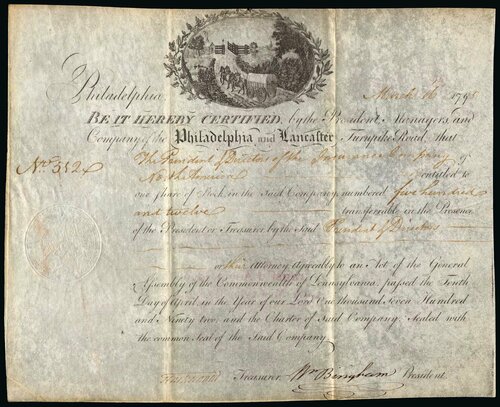 Philadelphia March 16th 1795
BE IT HEREBY CERTIFIED, by the President, Managers, and
Company of the Philadelphia and Lancaster Turnpike Road, that
The President & Directors of the Insurance Company of
No. 512 North America entitled to
one Share of Stock in the Said Company, numbered five hundred
and twelve transferable in the Presence
of the President or Treasurer by the Said President & Directors
or their Attorney Agreeably to an Act of the General
Assembly of the Commonwealth of Pennsylvania, passed the Tenth
Day of April, in the Year of our Lord One thousand Seven Hundred
and Ninety two, and the Charter of Said Company, Sealed with
the common Seal of the Said Company
Treasurer. Wm Bingham President.